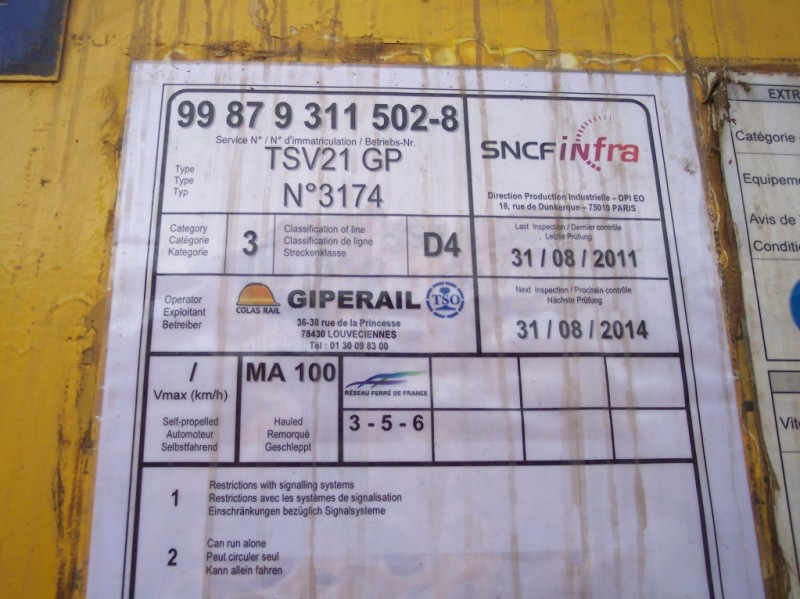 99 87 9 311 502-8
Service N° / N° d'immatriculation / Betriebs-Nr.
Type
Type
Typ
TSV21 GP
N°3174
SNCF infra
Direction Production Industrielle – DPI EO
18, rue de Dunkerque – 75010 PARIS
Category
Catégorie
Kategorie
3
Classification of line
Classification de ligne
Streckenklasse
D4
Last Inspection / Dernier contrôle
Letzte Prüfung
31 / 08 / 2011
Operator
Exploitant
Betreiber
COLAS RAIL
GIPERAIL
TSO
36-38 rue de la Princesse
78430 LOUVECIENNES
Tél : 01 30 09 83 00
Next Inspection / Prochain contrôle
Nächste Prüfung
31 / 08 / 2014
/
Vmax (km/h)
MA 100
RÉSEAU FERRÉ DE FRANCE
Self-propelled
Automoteur
Selbstfahrend
Hauled
Remorqué
Geschleppt
3 - 5 - 6
1
Restrictions with signalling systems
Restrictions avec les systèmes de signalisation
Einschränkungen bezüglich Signalsysteme
2
Can run alone
Peut circuler seul
Kann allein fahren
EXTR
Catégorie
Equipeme
Avis de
Conditi
Vite